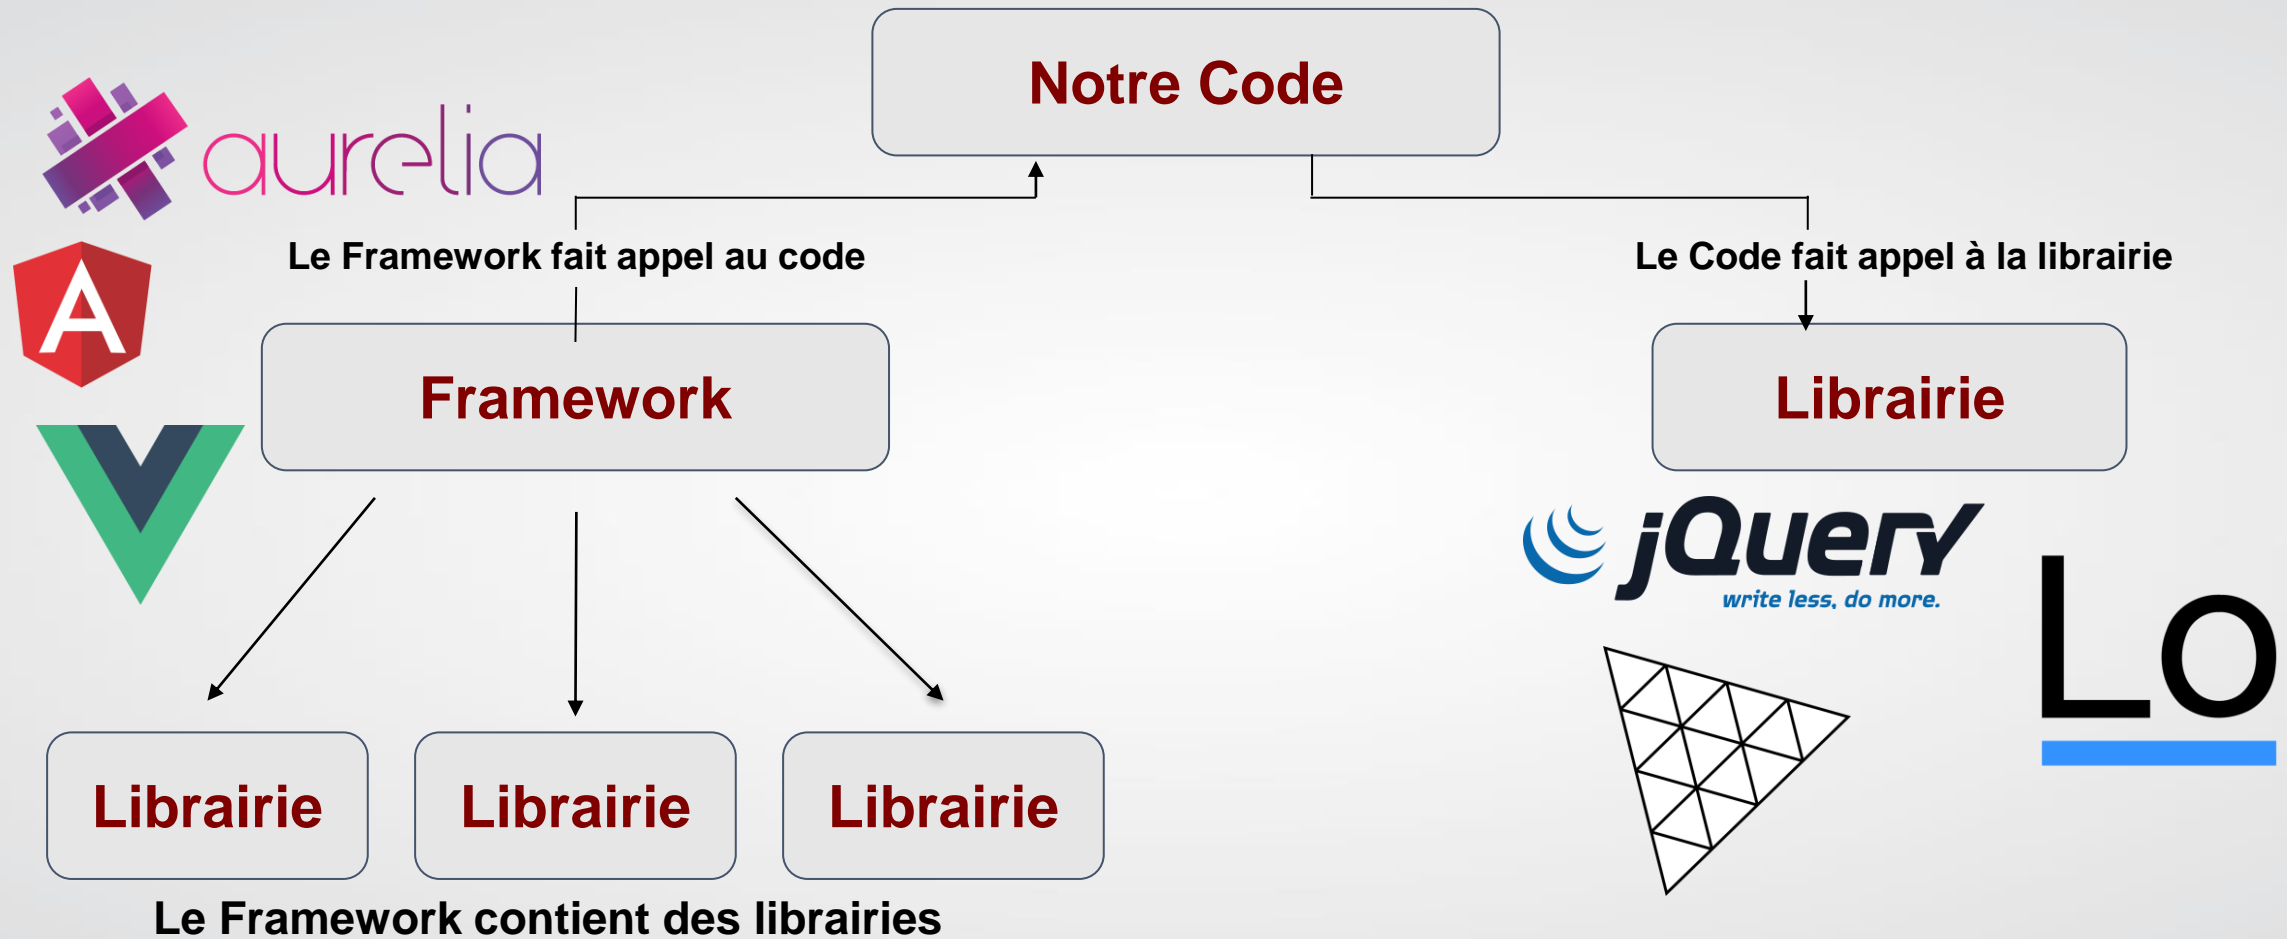 Notre Code
aurelia
Le Framework fait appel au code
Le Code fait appel à la librairie
A
Framework
Librairie
jQuery
write less, do more.
Lo
Librairie
Librairie
Librairie
Le Framework contient des librairies